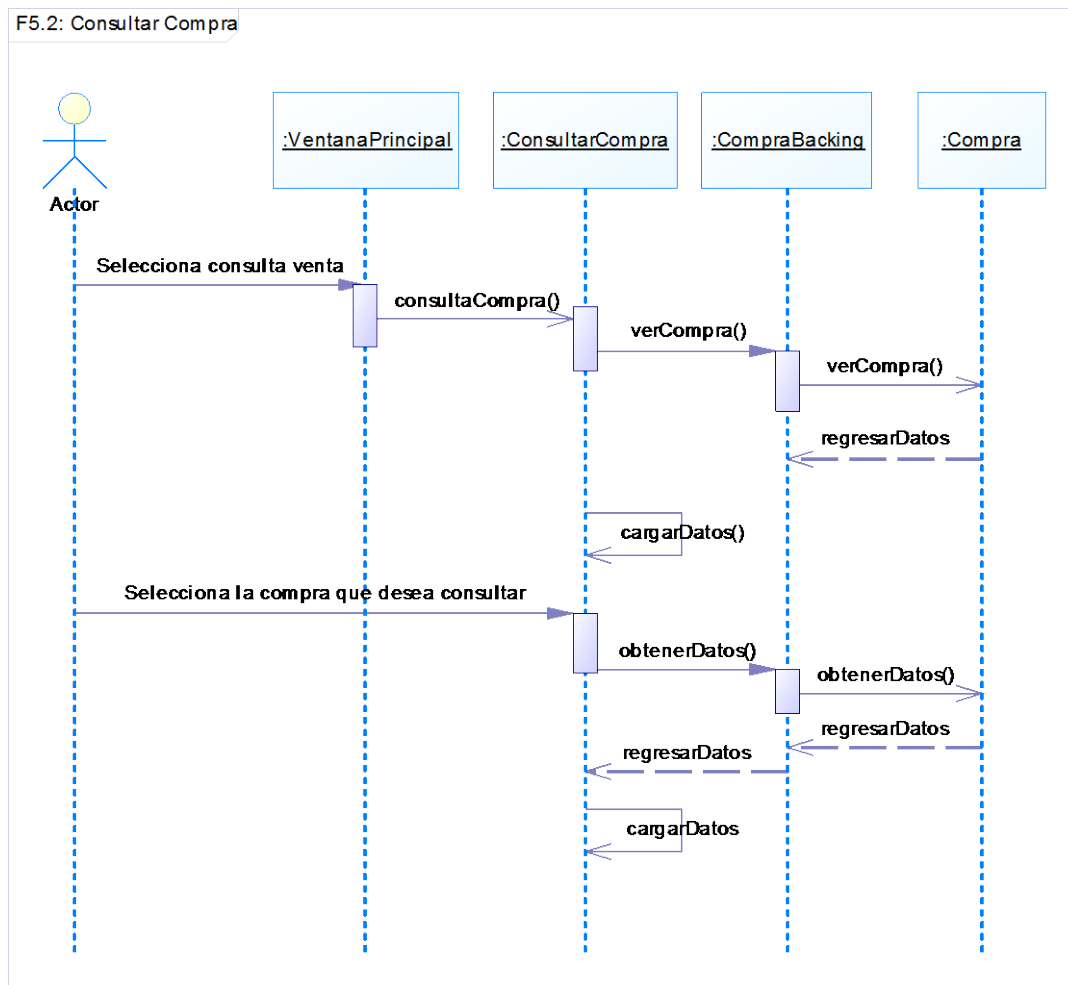 F5.2: Consultar Compra
:VentanaPrincipal
:ConsultarCompra
:CompraBacking
:Compra
Actor
Selecciona consulta venta
consultaCompra()
verCompra()
verCompra()
regresarDatos
cargarDatos()
Selecciona la compra que desea consultar
obtenerDatos()
obtenerDatos()
regresarDatos
regresarDatos
cargarDatos